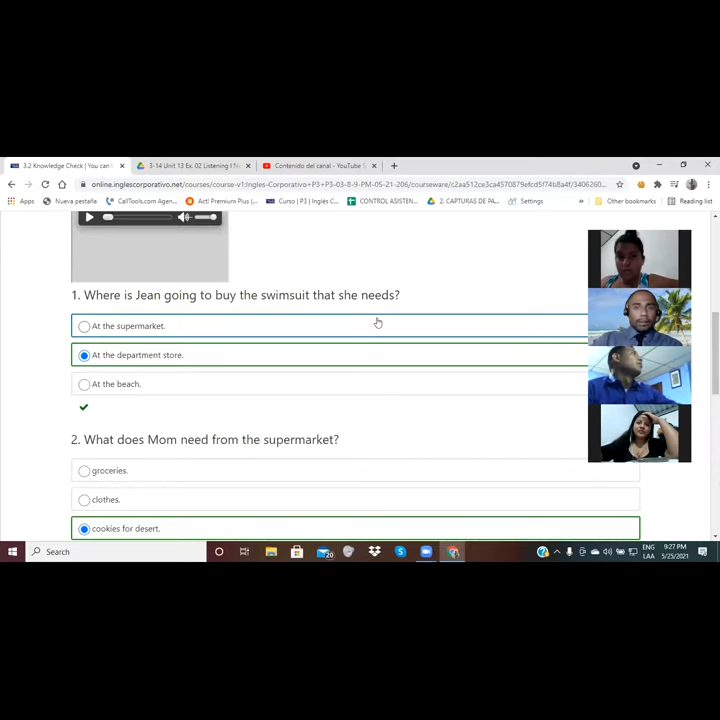 3.2 Knowledge Check | You can't
3-14 Unit 13 Ex. 02 Listening I
Contenido del canal - YouTube
online.inglescorporativo.net/courses/course-v1:Ingles-Corporativo+P3+P3-03-8-9-PM-05-21-206/courseware/
Apps
Nueva pestaña
CallTools.com Agen...
Act! Premium Plus (...
Curso | P3 | Inglés C...
CONTROL ASISTEN...
2. CAPTURAS DE PA...
Settings
»
Other bookmarks
Reading list
1. Where is Jean going to buy the swimsuit that she needs?
At the supermarket.
At the department store.
At the beach.
2. What does Mom need from the supermarket?
groceries.
clothes.
cookies for desert.
Search
20
ENG
LAA
9:27 PM
5/25/2021